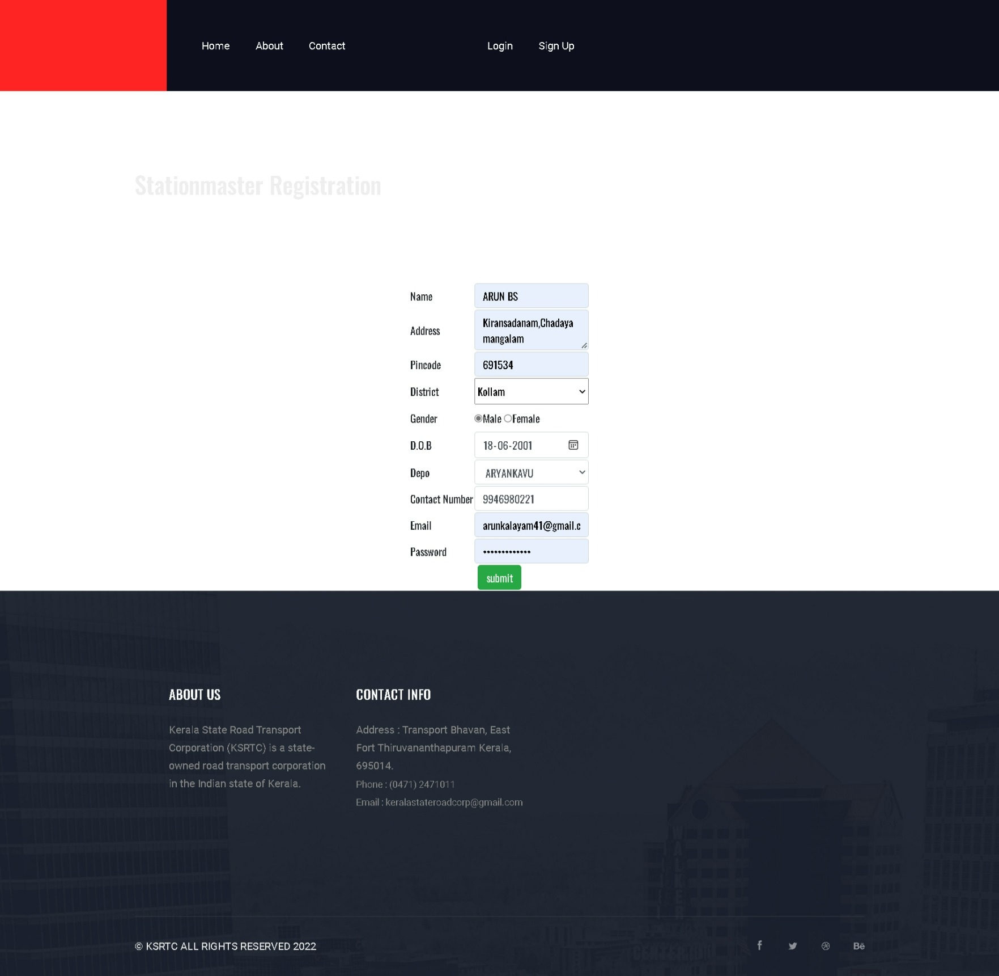 Home About Contact Login Sign Up
Stationmaster Registration
Name ARUN BS
Address Kiransadanam,Chadaya
mangalam
Pincode 691534
District Kollam
Gender Male Female
D.O.B 18-06-2001
Depo ARYANKAVU
Contact Number 9946980221
Email arunkalayam41@gmail.c
Password •••••••••••••
submit
ABOUT US
Kerala State Road Transport
Corporation (KSRTC) is a state-
owned road transport corporation
in the Indian state of Kerala.
CONTACT INFO
Address : Transport Bhavan, East
Fort Thiruvananthapuram Kerala,
695014.
Phone : (0471) 2471011
Email : keralastateroadcorp@gmail.com
WALKER
CENTER
© KSRTC ALL RIGHTS RESERVED 2022